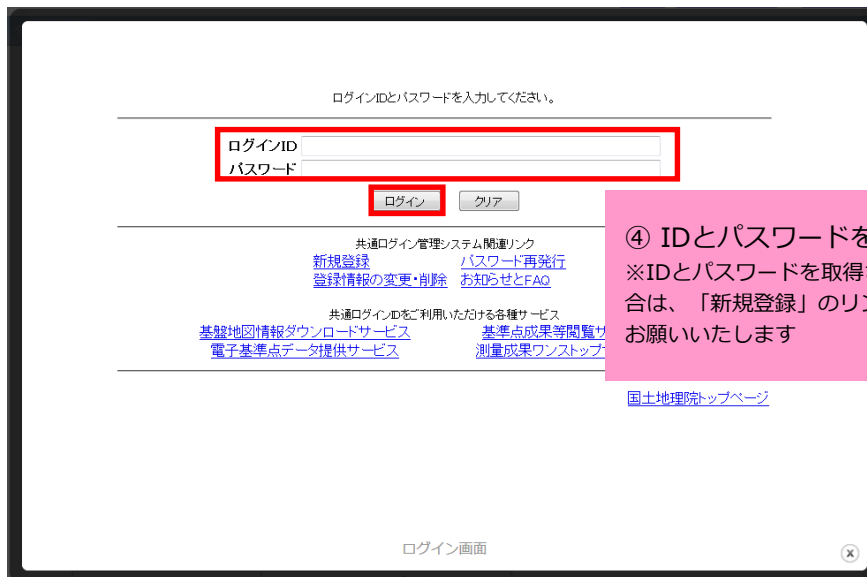 ログインIDとパスワードを入力してください。
ログインID
パスワード
ログイン クリア
共通ログイン管理システム関連リンク
新規登録 パスワード再発行
登録情報の変更・削除 お知らせとFAQ
共通ログインIDをご利用いただける各種サービス
基盤地図情報ダウンロードサービス 基準点成果等閲覧サ
電子基準点データ提供サービス 測量成果ワンストップ
④ IDとパスワードを
※IDとパスワードを取得
合は、「新規登録」のリン
お願いいたします
国土地理院トップページ
ログイン画面
x